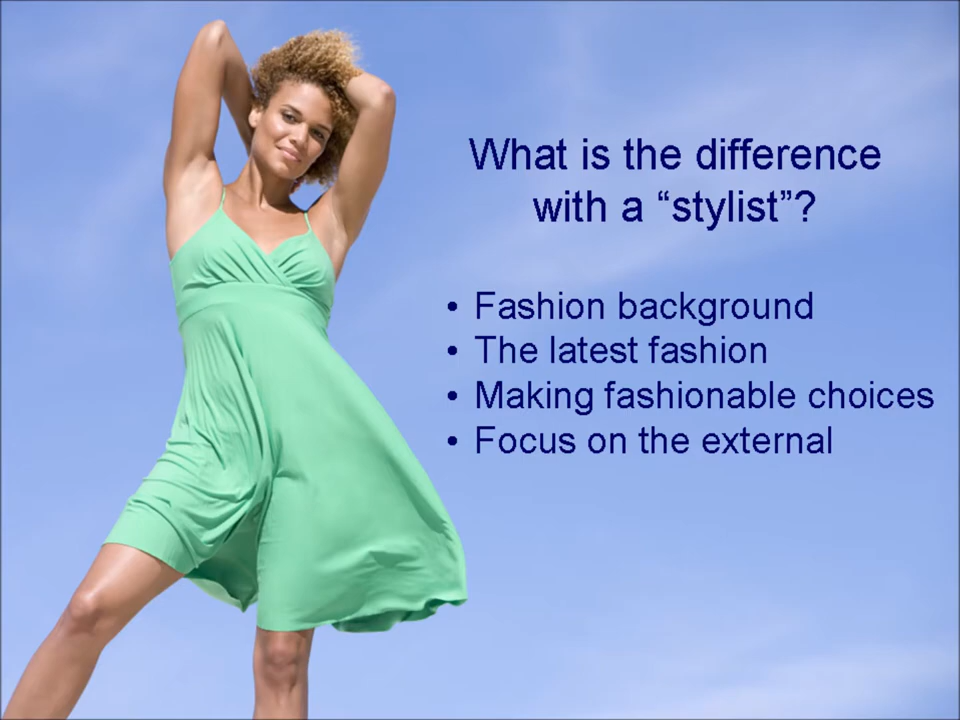 What is the difference
with a “stylist”?
• Fashion background
• The latest fashion
• Making fashionable choices
• Focus on the external